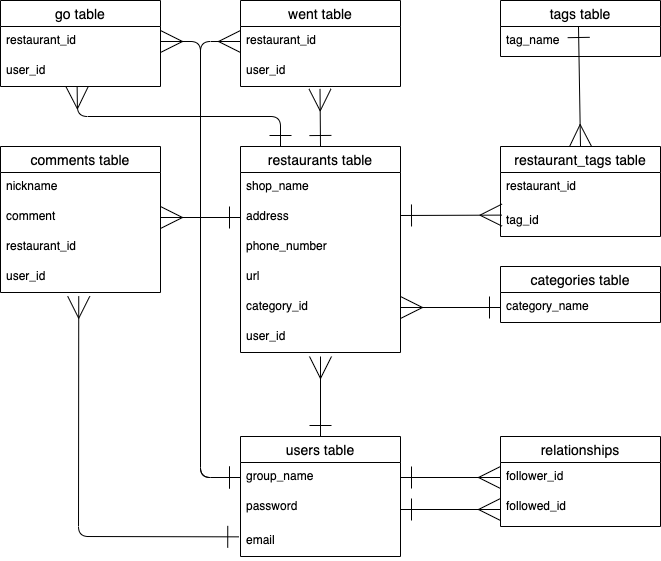 go table
restaurant_id
user_id
went table
restaurant_id
user_id
tags table
tag_name
comments table
nickname
comment
restaurant_id
user_id
restaurants table
shop_name
address
phone_number
url
category_id
user_id
restaurant_tags table
restaurant_id
tag_id
categories table
category_name
users table
group_name
password
email
relationships
follower_id
followed_id